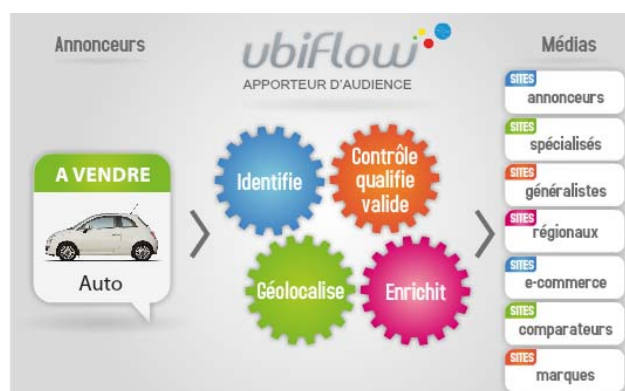 Annonceurs
ubiFlow
APPORTEUR D'AUDIENCE
Médias
A VENDRE
Auto
Identifie
Contrôle
qualifie
valide
Géolocalise
Enrichit
SITES
annonceurs
SITES
spécialisés
SITES
généralistes
SITES
régionaux
SITES
e-commerce
SITES
comparateurs
SITES
marques